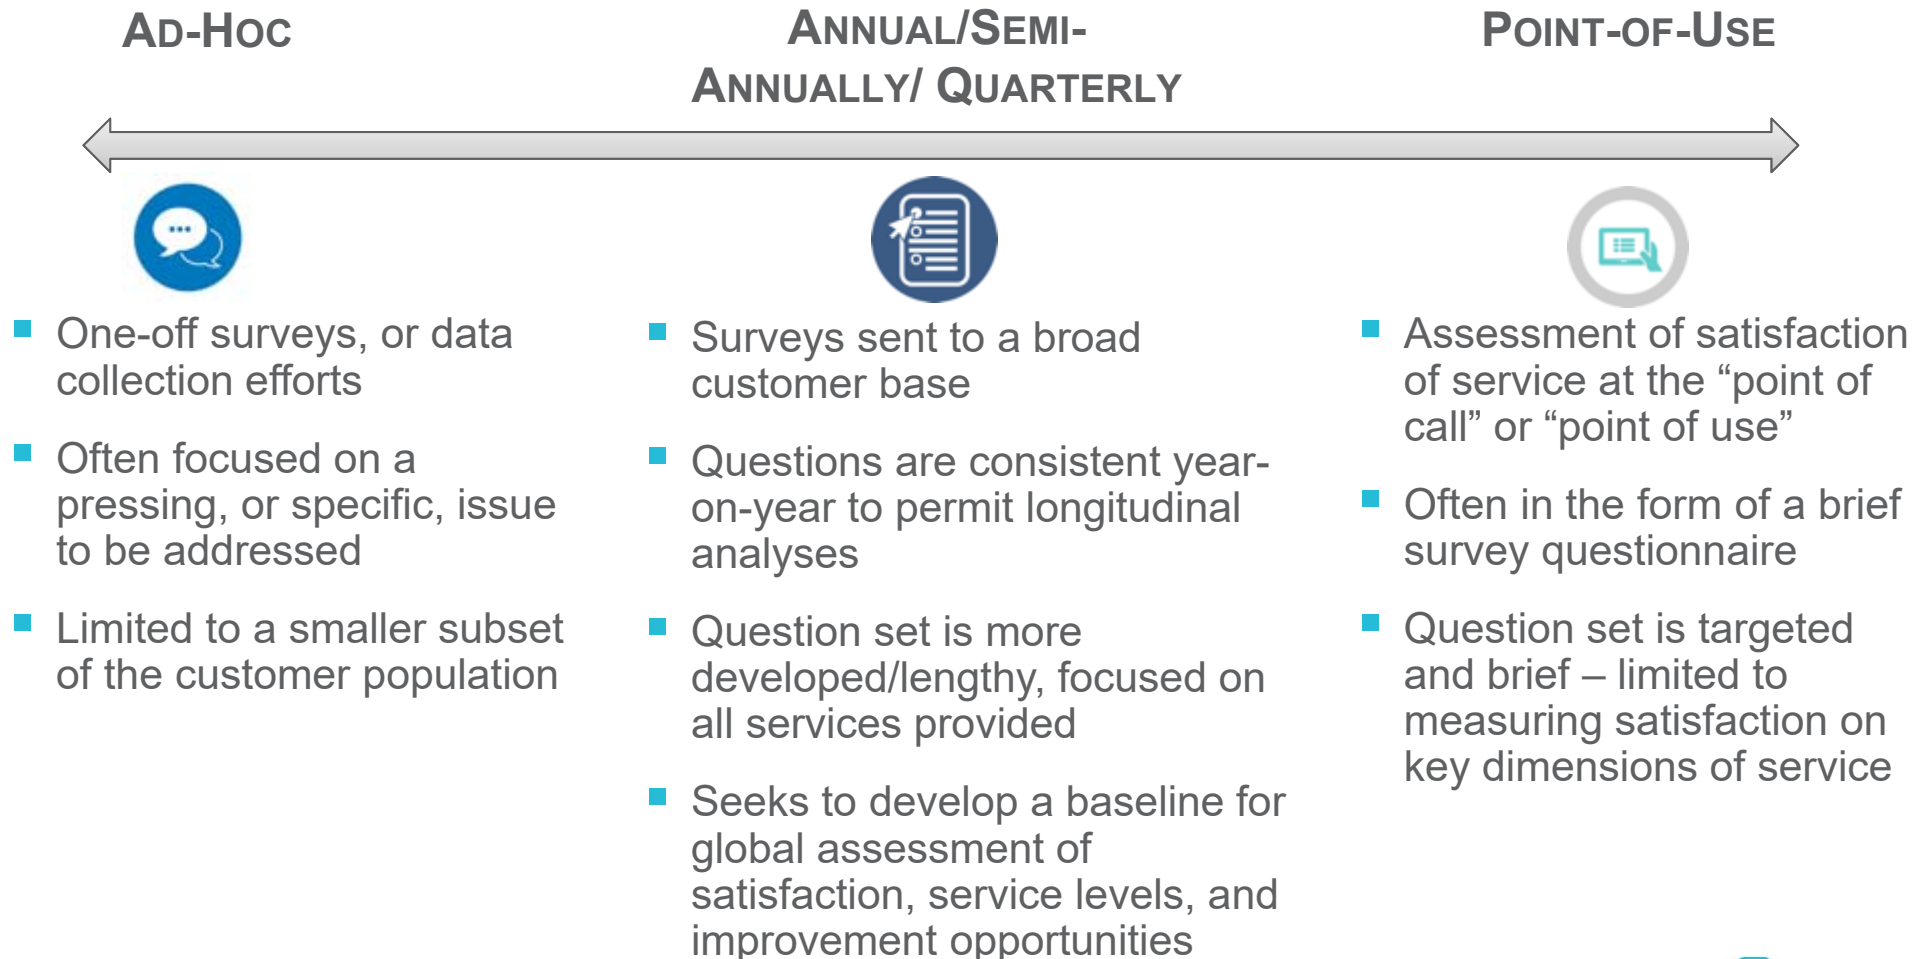 AD-HOC
ANNUAL/SEMI-
ANNUALLY/ QUARTERLY
POINT-OF-USE
One-off surveys, or data
collection efforts
Often focused on a
pressing, or specific, issue
to be addressed
Limited to a smaller subset
of the customer population
Surveys sent to a broad
customer base
Questions are consistent year-
on-year to permit longitudinal
analyses
Question set is more
developed/lengthy, focused on
all services provided
Seeks to develop a baseline for
global assessment of
satisfaction, service levels, and
improvement opportunities
Assessment of satisfaction
of service at the “point of
call” or “point of use”
Often in the form of a brief
survey questionnaire
Question set is targeted
and brief – limited to
measuring satisfaction on
key dimensions of service